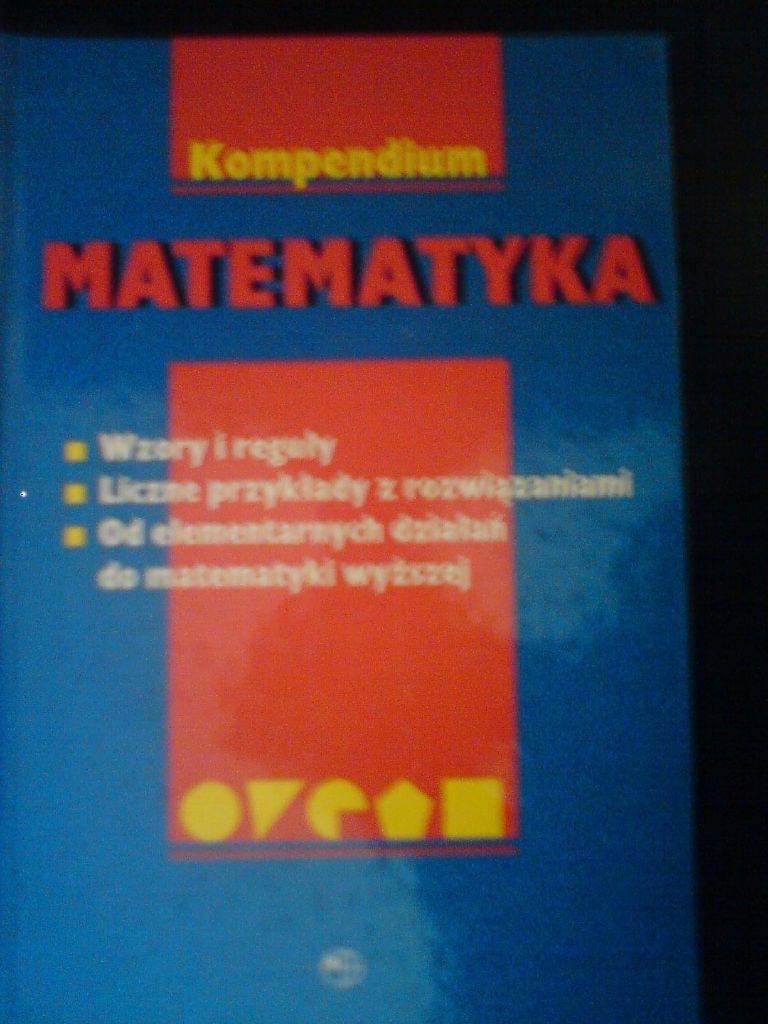 Kompendium
MATEMATYKA
Wzory i reguły
Liczne przykłady z rozwiązaniami
Od elementarnych działań
do matematyki wyższej